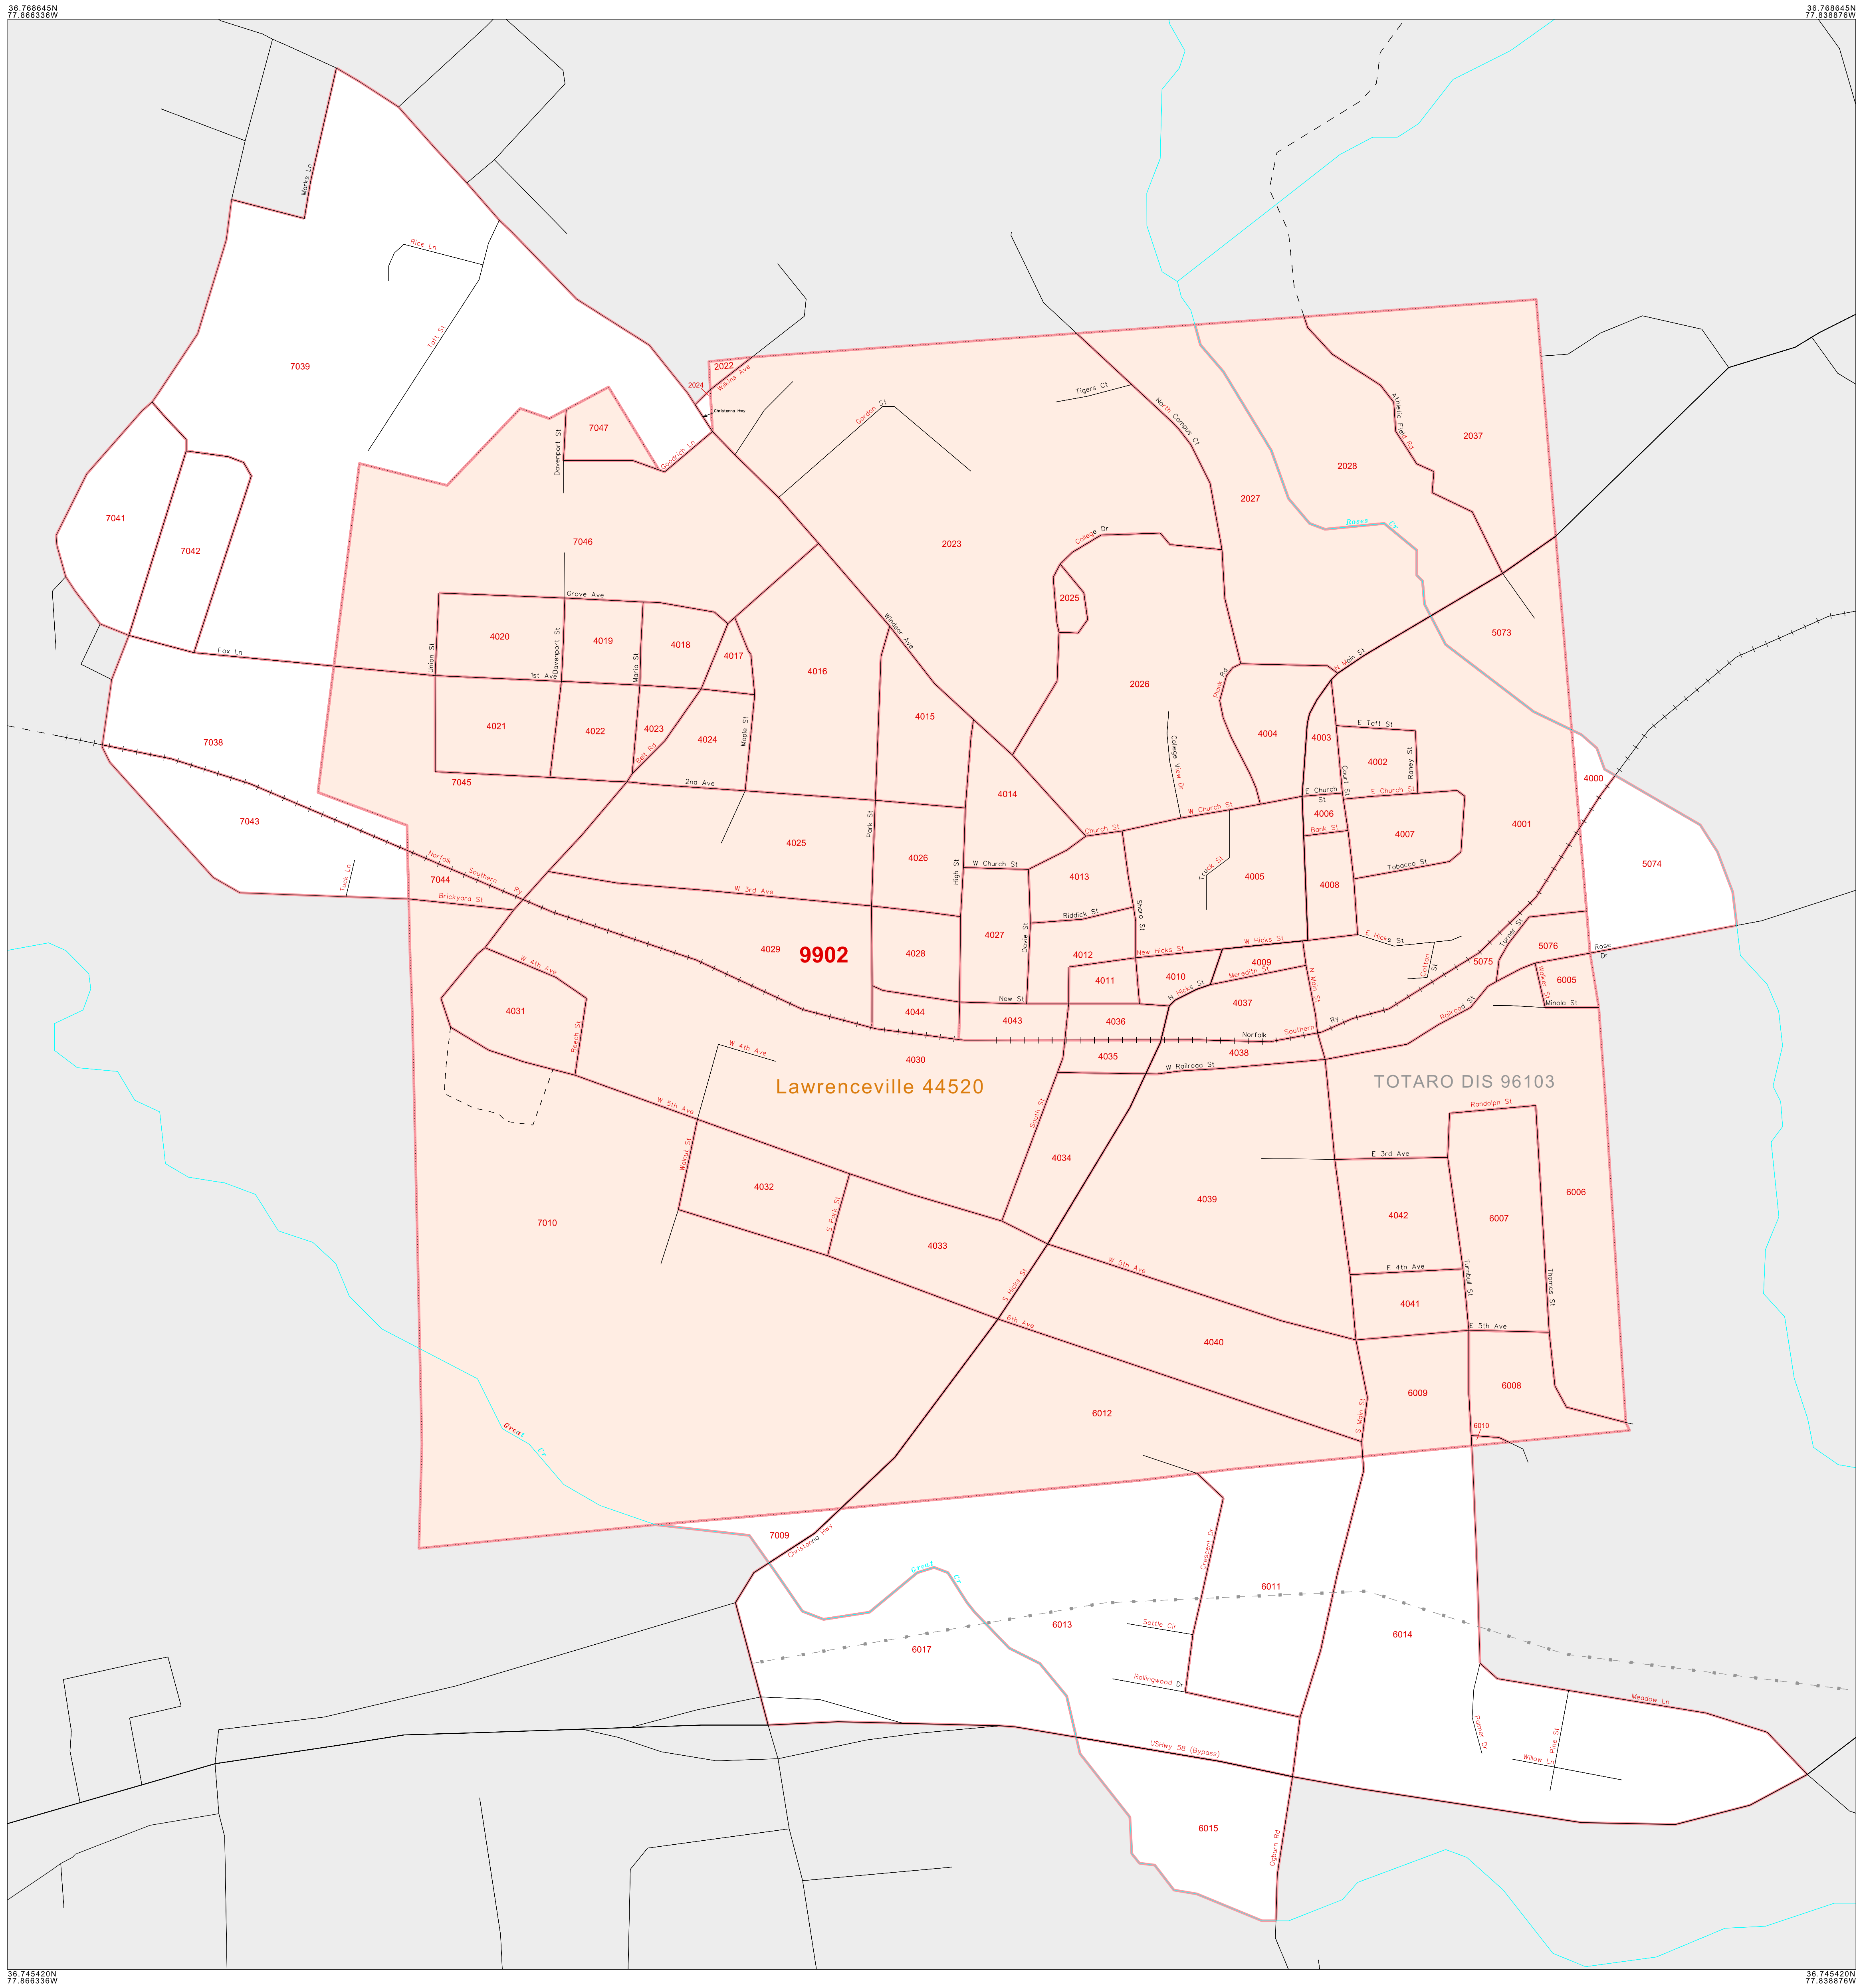 36.768645N
77.866336W
36.768645N
77.838876W
Marks Ln
Rice Ln
Taft St
7039
2022
2024
Wilkins Ave
Christanna Hwy
Tigers Ct
Gordon St
North Campus Ct
Athletic Field Rd
7047
Davenport St
Goodrich Ln
2037
2028
2027
7041
7042
7046
2023
College Dr
Roses Cr
2025
Grove Ave
Windsor Ave
5073
4020
4019
4018
4017
4016
Union St
Davenport St
Maria St
Fox Ln
1st Ave
N Main St
Plank Rd
2026
4015
4021
4022
4023
4024
Belt Rd
Maple St
7038
College View Dr
4004
4003
E Taft St
4002
Raney St
Court St
4000
7045
2nd Ave
4014
E Church St
E Church St
W Church St
4006
Bank St
4007
4001
7043
Park St
Church St
4025
4026
High St
W Church St
Truck St
Tobacco St
5074
Norfolk Southern Ry
7044
Tuck Ln
Brickyard St
W 3rd Ave
4013
4005
4008
Riddick St
Sharp St
4027
Davie St
4029
9902
4028
4012
New Hicks St
W Hicks St
E Hicks St
Turner St
5076
Rose Dr
W 4th Ave
4011
4010
4009
Meredith St
Cotton St
5075
Walker St
6005
4031
4044
New St
N Hicks St
4037
N Main St
Minola St
Railroad St
4043
4036
Beech St
4030
Norfolk Southern Ry
W 4th Ave
4035
4038
W Railroad St
Lawrenceville 44520
TOTARO DIS 96103
W 5th Ave
South St
Randolph St
Walnut St
4034
E 3rd Ave
4032
4039
6006
S Park St
4042
6007
7010
4033
W 5th Ave
E 4th Ave
Turnbull St
Thomas St
S Hicks St
4041
6th Ave
E 5th Ave
4040
6009
6008
6012
S Main St
6010
Great Cr
7009
Christanna Hwy
Crescent Dr
Great Cr
6011
6013
Settle Cir
6014
6017
Rollingwood Dr
Meadow Ln
Palmer Dr
Pine St
USHwy 58 (Bypass)
Willow Ln
6015
Ogburn Rd
36.745420N
77.866336W
36.745420N
77.838876W